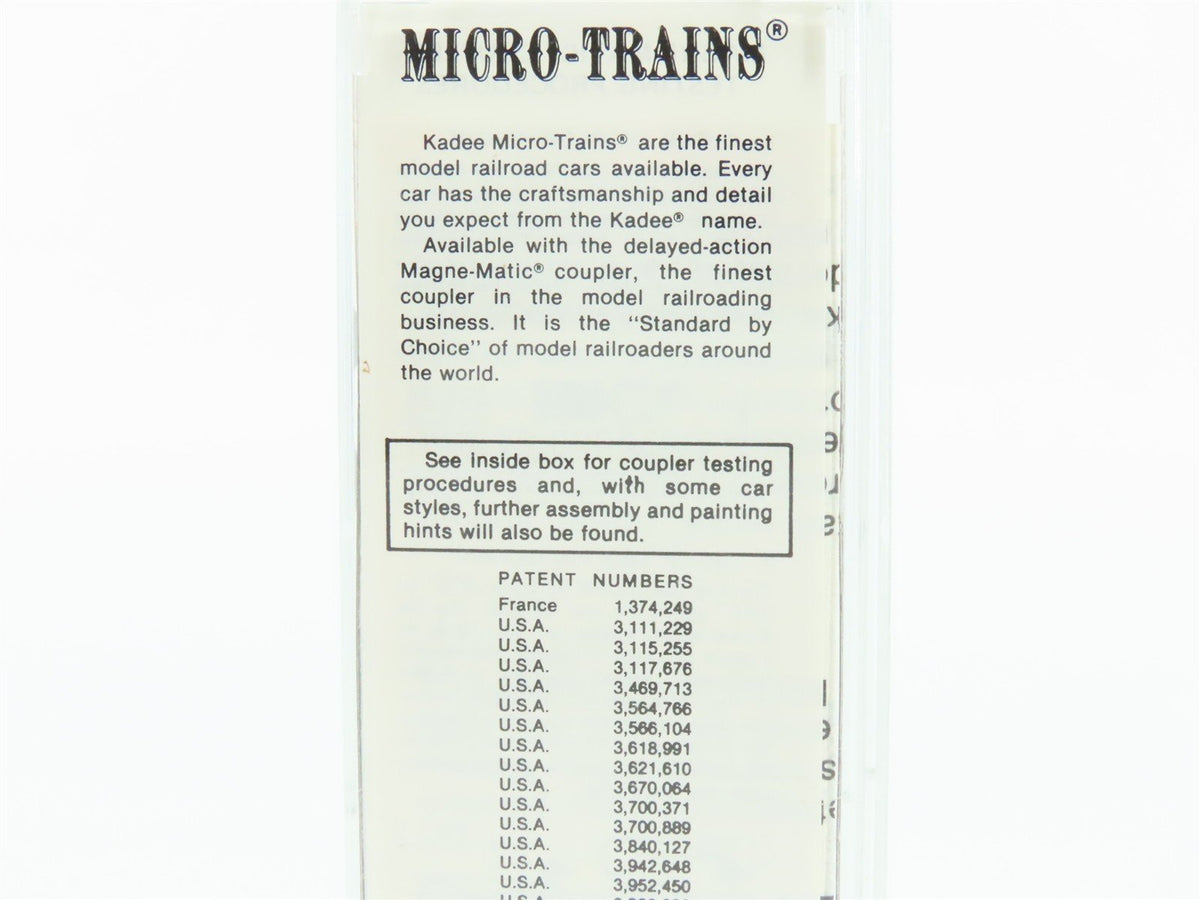 MICRO-TRAINS®
Kadee Micro-Trains® are the finest
model railroad cars available. Every
car has the craftsmanship and detail
you expect from the Kadee® name.
Available with the delayed-action
Magne-Matic® coupler, the finest
coupler in the model railroading
business. It is the "Standard by
Choice" of model railroaders around
the world.
See inside box for coupler testing
procedures and, with some car
styles, further assembly and painting
hints will also be found.
PATENT NUMBERS
France 1,374,249
U.S.A. 3,111,229
U.S.A. 3,115,255
U.S.A. 3,117,676
U.S.A. 3,469,713
U.S.A. 3,564,766
U.S.A. 3,566,104
U.S.A. 3,618,991
U.S.A. 3,621,610
U.S.A. 3,670,064
U.S.A. 3,700,371
U.S.A. 3,700,889
U.S.A. 3,840,127
U.S.A. 3,942,648
U.S.A. 3,952,450